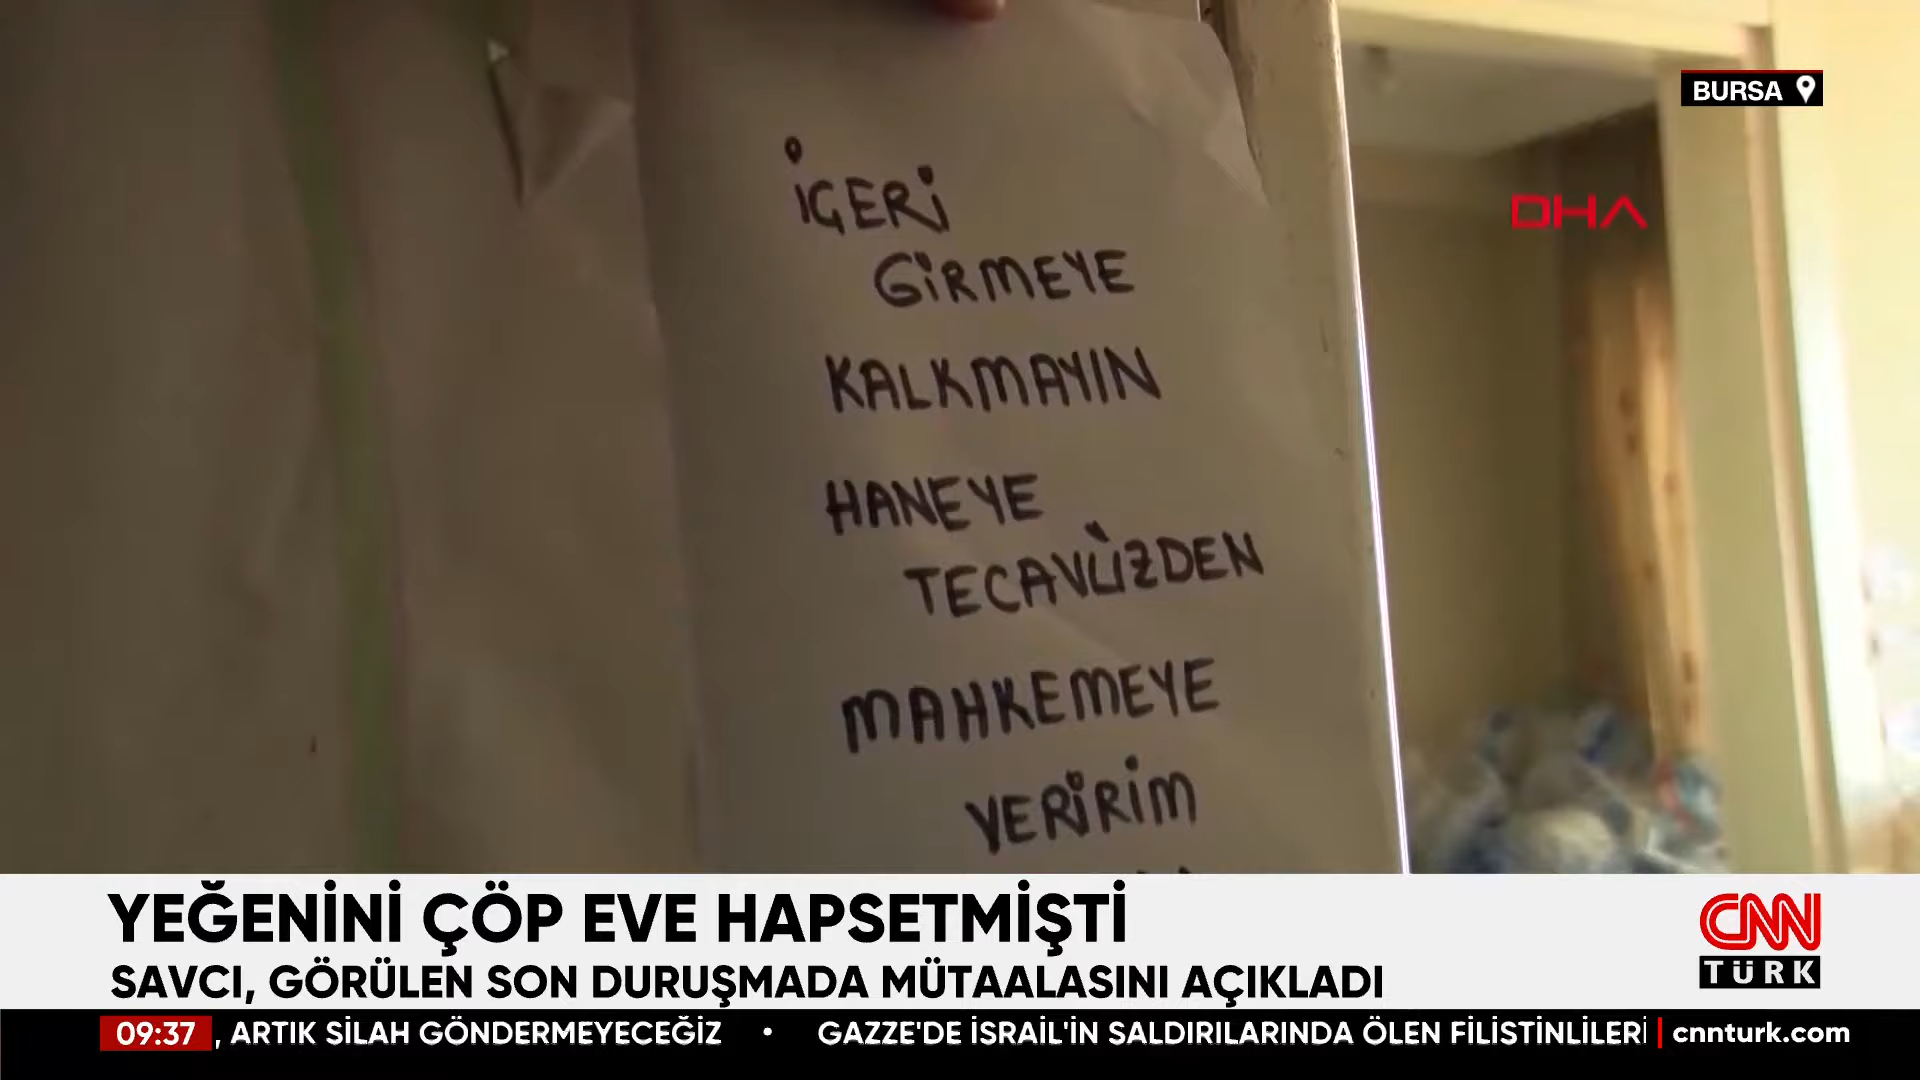 BURSA
DHA
İGERİ
GİRMEYE
KALKMAYIN
HANEYE
TECAVÜZDEN
MAHKEMEYE
VERİRİM
YEĞENİNİ ÇÖP EVE HAPSETMİŞTİ
SAVCI, GÖRÜLEN SON DURUŞMADA MÜTAALASINI AÇIKLADI
CNN
TÜRK
09:37 , ARTIK SİLAH GÖNDERMEYECEĞİZ • GAZZE'DE İSRAİL'İN SALDIRILARINDA ÖLEN FİLİSTİNLİLERİ cnnturk.com